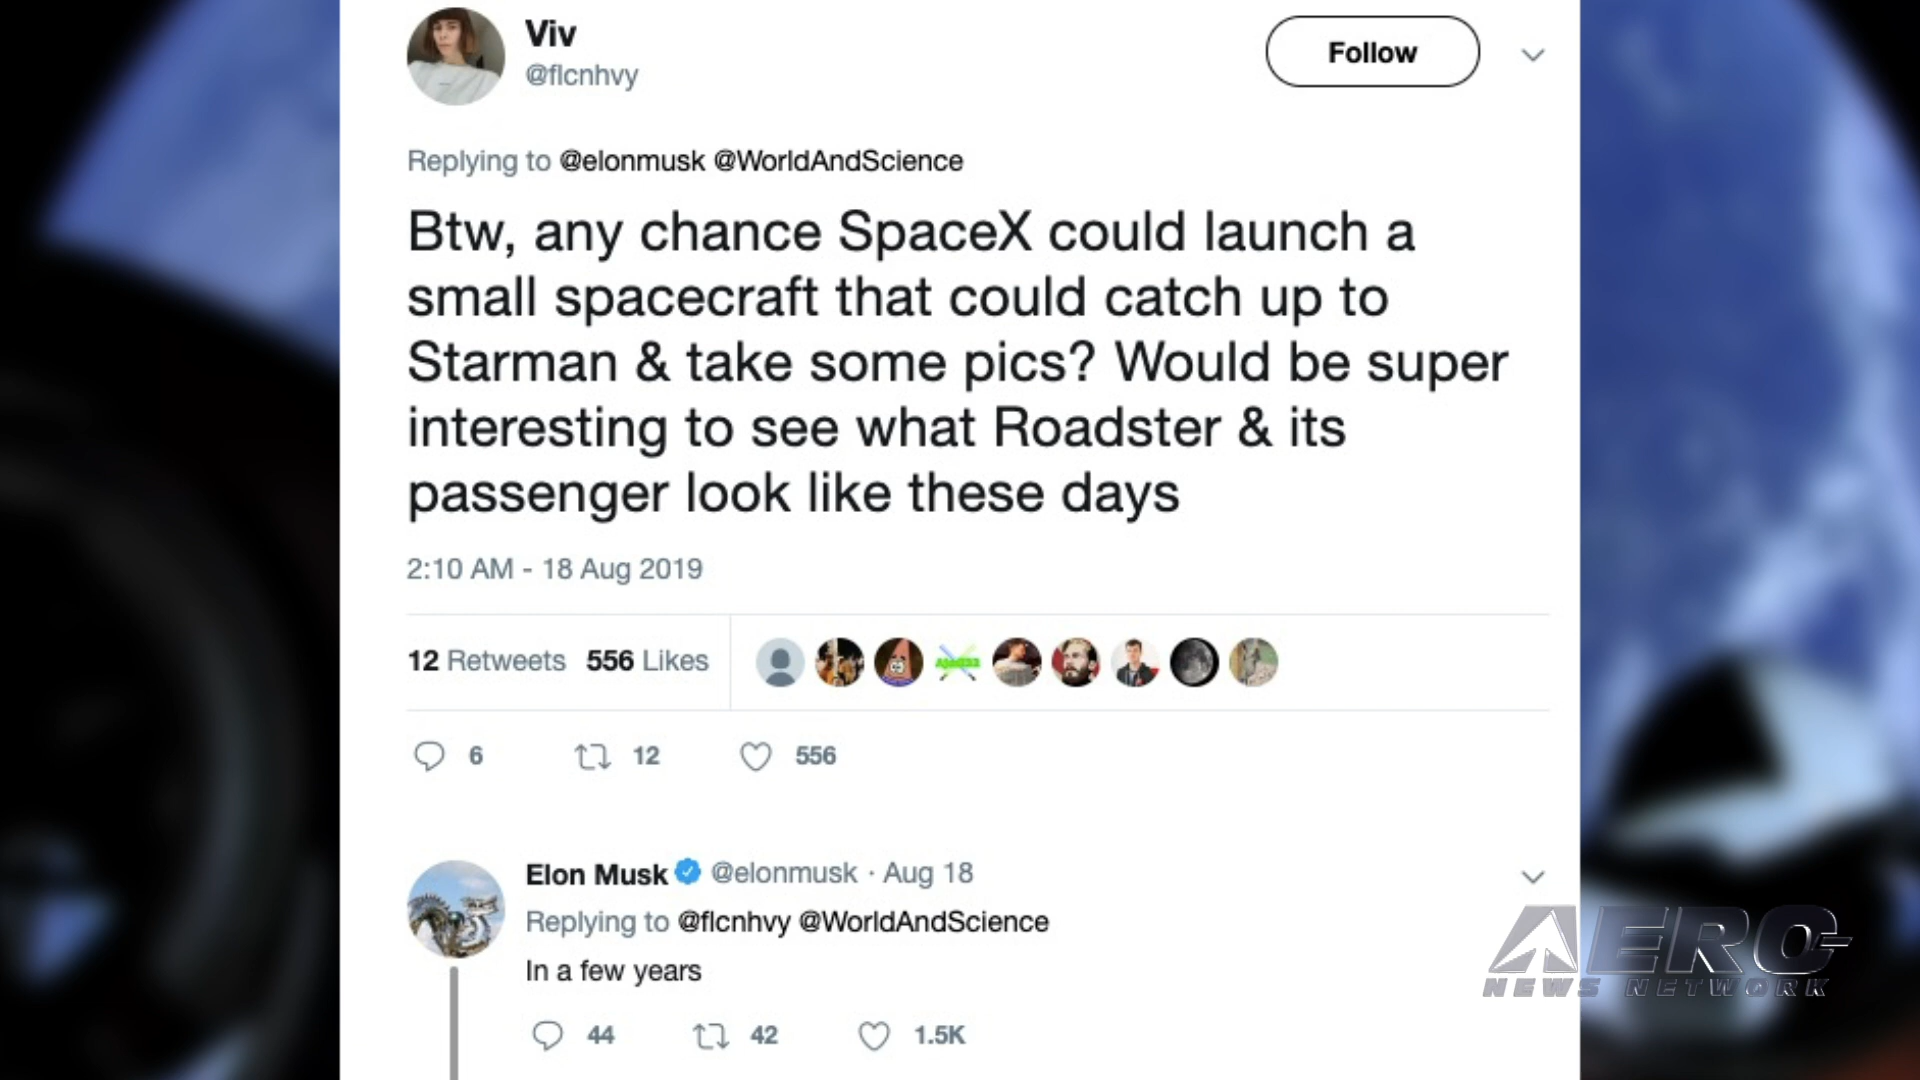 Viv
@flcnhvy
Follow
Replying to @elonmusk @WorldAndScience
Btw, any chance SpaceX could launch a
small spacecraft that could catch up to
Starman & take some pics? Would be super
interesting to see what Roadster & its
passenger look like these days
2:10 AM - 18 Aug 2019
12 Retweets 556 Likes
6 12 556
Elon Musk @elonmusk · Aug 18
Replying to @flcnhvy @WorldAndScience
In a few years
44 42 1.5K
AERO-
NEWS NETWORK